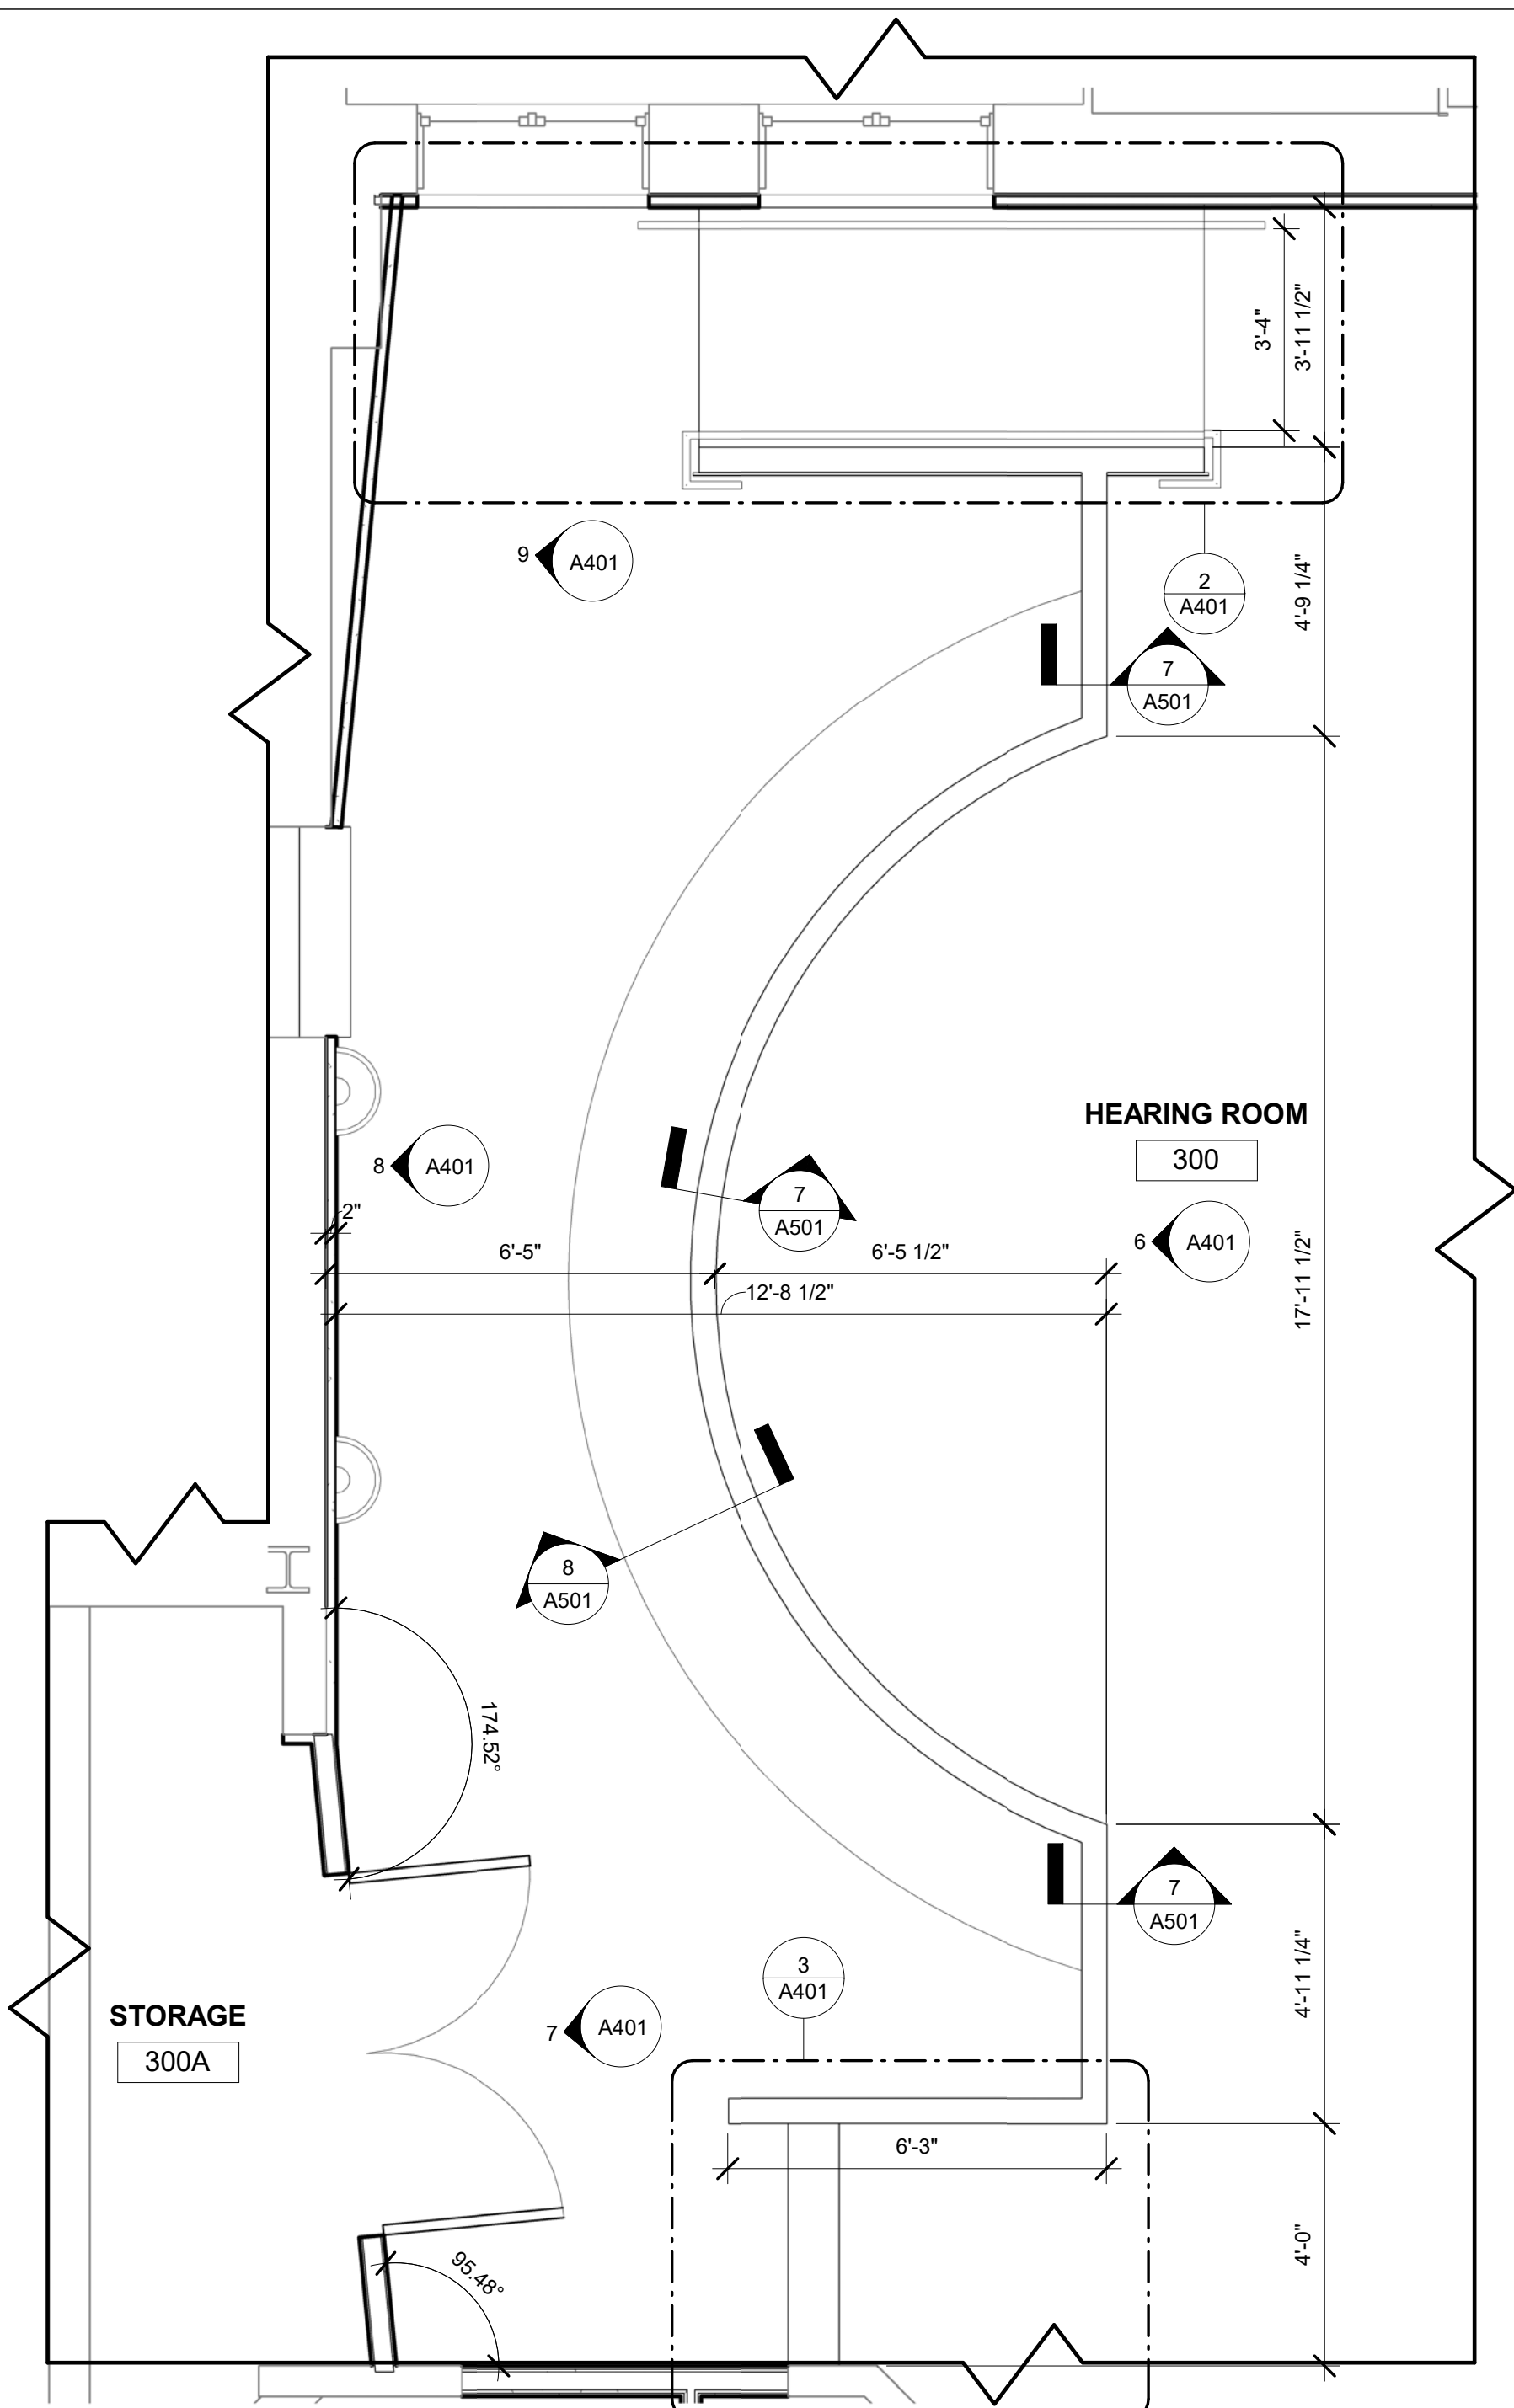 3'-4"
3'-11 1/2"
9
A401
2
A401
4'-9 1/4"
7
A501
HEARING ROOM
300
8
A401
2"
7
A501
6'-5"
6'-5 1/2"
6
A401
12'-8 1/2"
17'-11 1/2"
8
A501
174.52°
7
A501
3
A401
4'-11 1/4"
STORAGE
300A
7
A401
6'-3"
4'-0"
95.48°